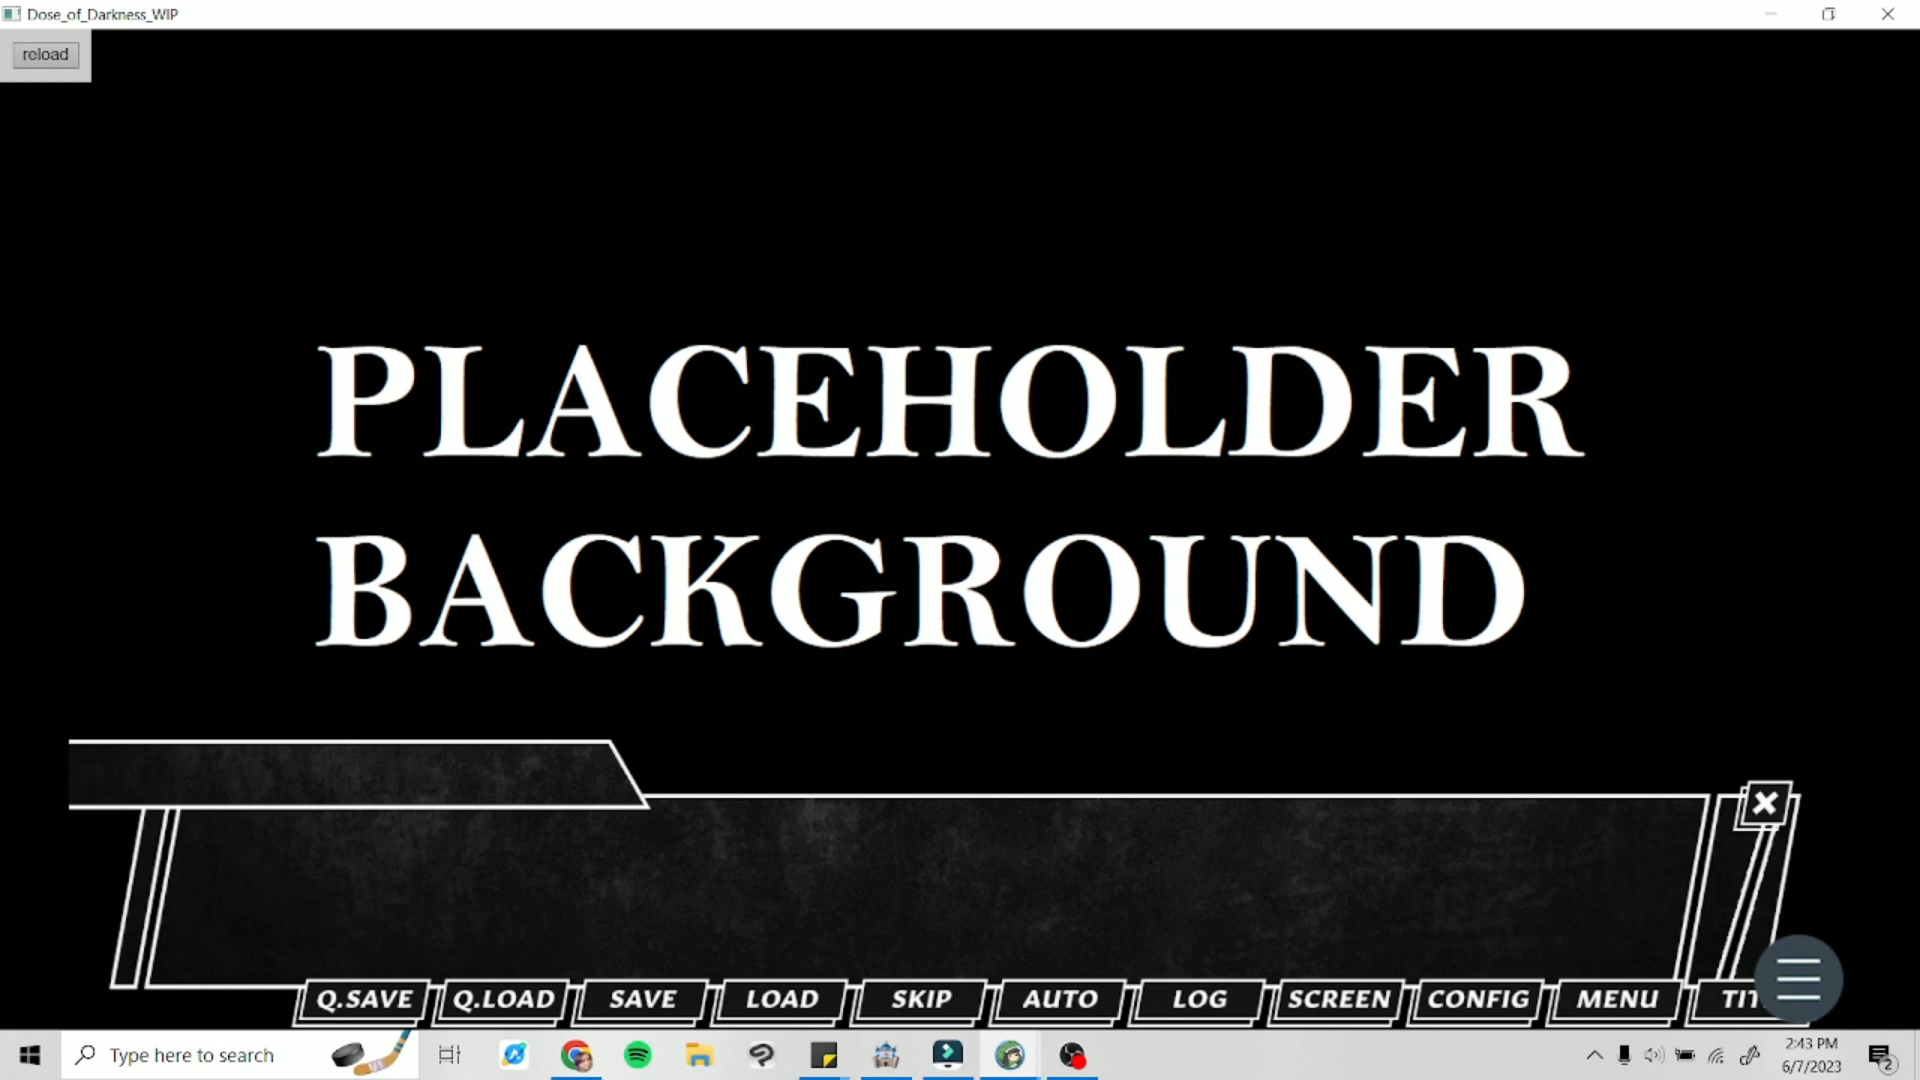 Dose_of_Darkness_WIP
reload
PLACEHOLDER
BACKGROUND
Q.SAVE Q.LOAD SAVE LOAD SKIP AUTO LOG SCREEN CONFIG MENU
Type here to search
2:43 PM
6/7/2023
2